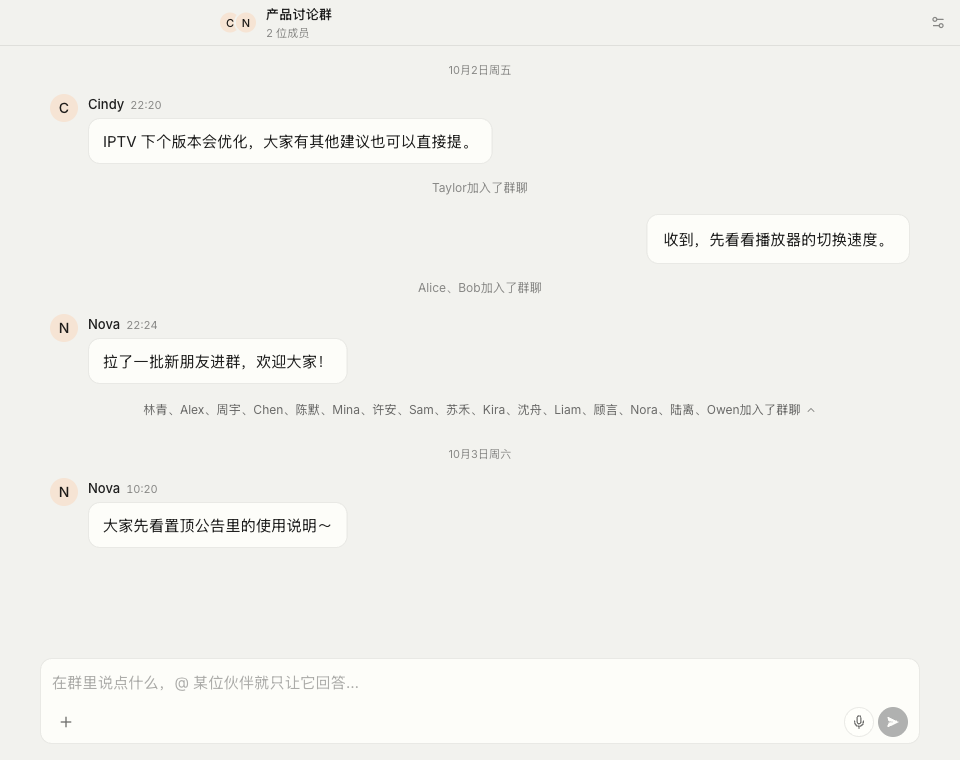 C N 产品讨论群
2 位成员
10月2日周五
C Cindy 22:20
IPTV 下个版本会优化，大家有其他建议也可以直接提。
Taylor加入了群聊
收到，先看看播放器的切换速度。
Alice、Bob加入了群聊
N Nova 22:24
拉了一批新朋友进群，欢迎大家！
林青、Alex、周宇、Chen、陈默、Mina、许安、Sam、苏禾、Kira、沈舟、Liam、顾言、Nora、陆离、Owen加入了群聊
10月3日周六
N Nova 10:20
大家先看置顶公告里的使用说明～
在群里说点什么，@ 某位伙伴就只让它回答...